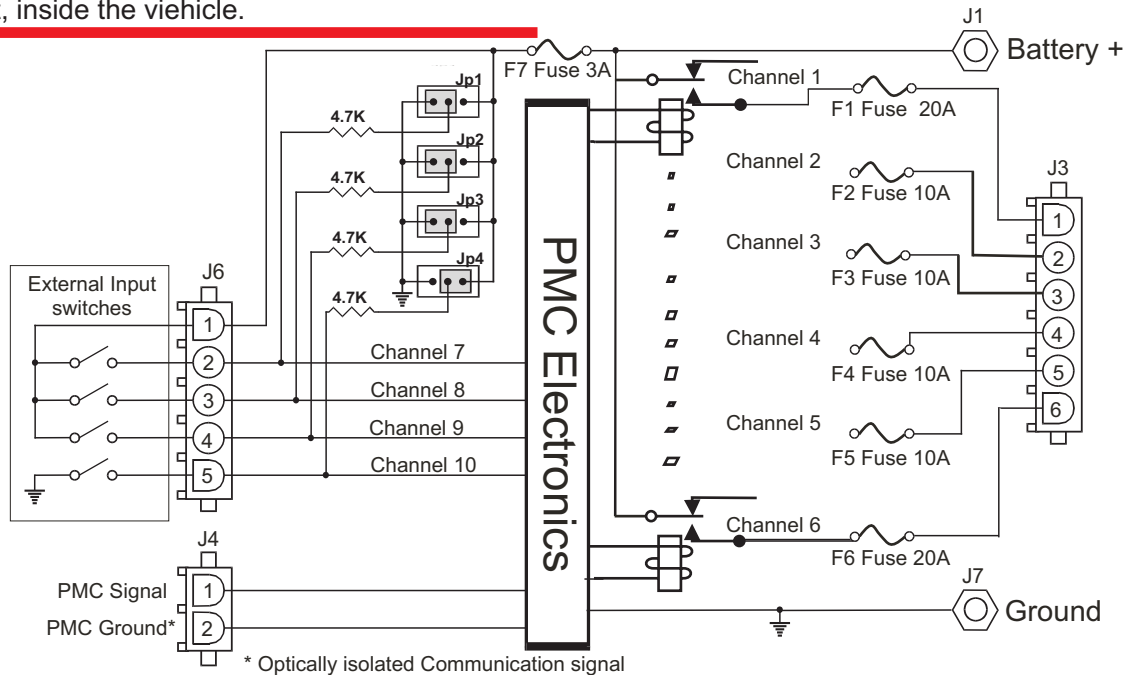 , inside the viehicle.
J1
Battery +
F7 Fuse 3A
Channel 1
F1 Fuse 20A
Jp1
4.7K
Jp2
4.7K
Jp3
4.7K
Jp4
4.7K
Channel 2
F2 Fuse 10A
J3
1
2
3
4
5
6
Channel 3
F3 Fuse 10A
Channel 4
F4 Fuse 10A
Channel 5
F5 Fuse 10A
Channel 6
F6 Fuse 20A
PMC Electronics
External Input
switches
J6
1
2
3
4
5
Channel 7
Channel 8
Channel 9
Channel 10
J4
PMC Signal
1
PMC Ground*
2
J7
Ground
* Optically isolated Communication signal